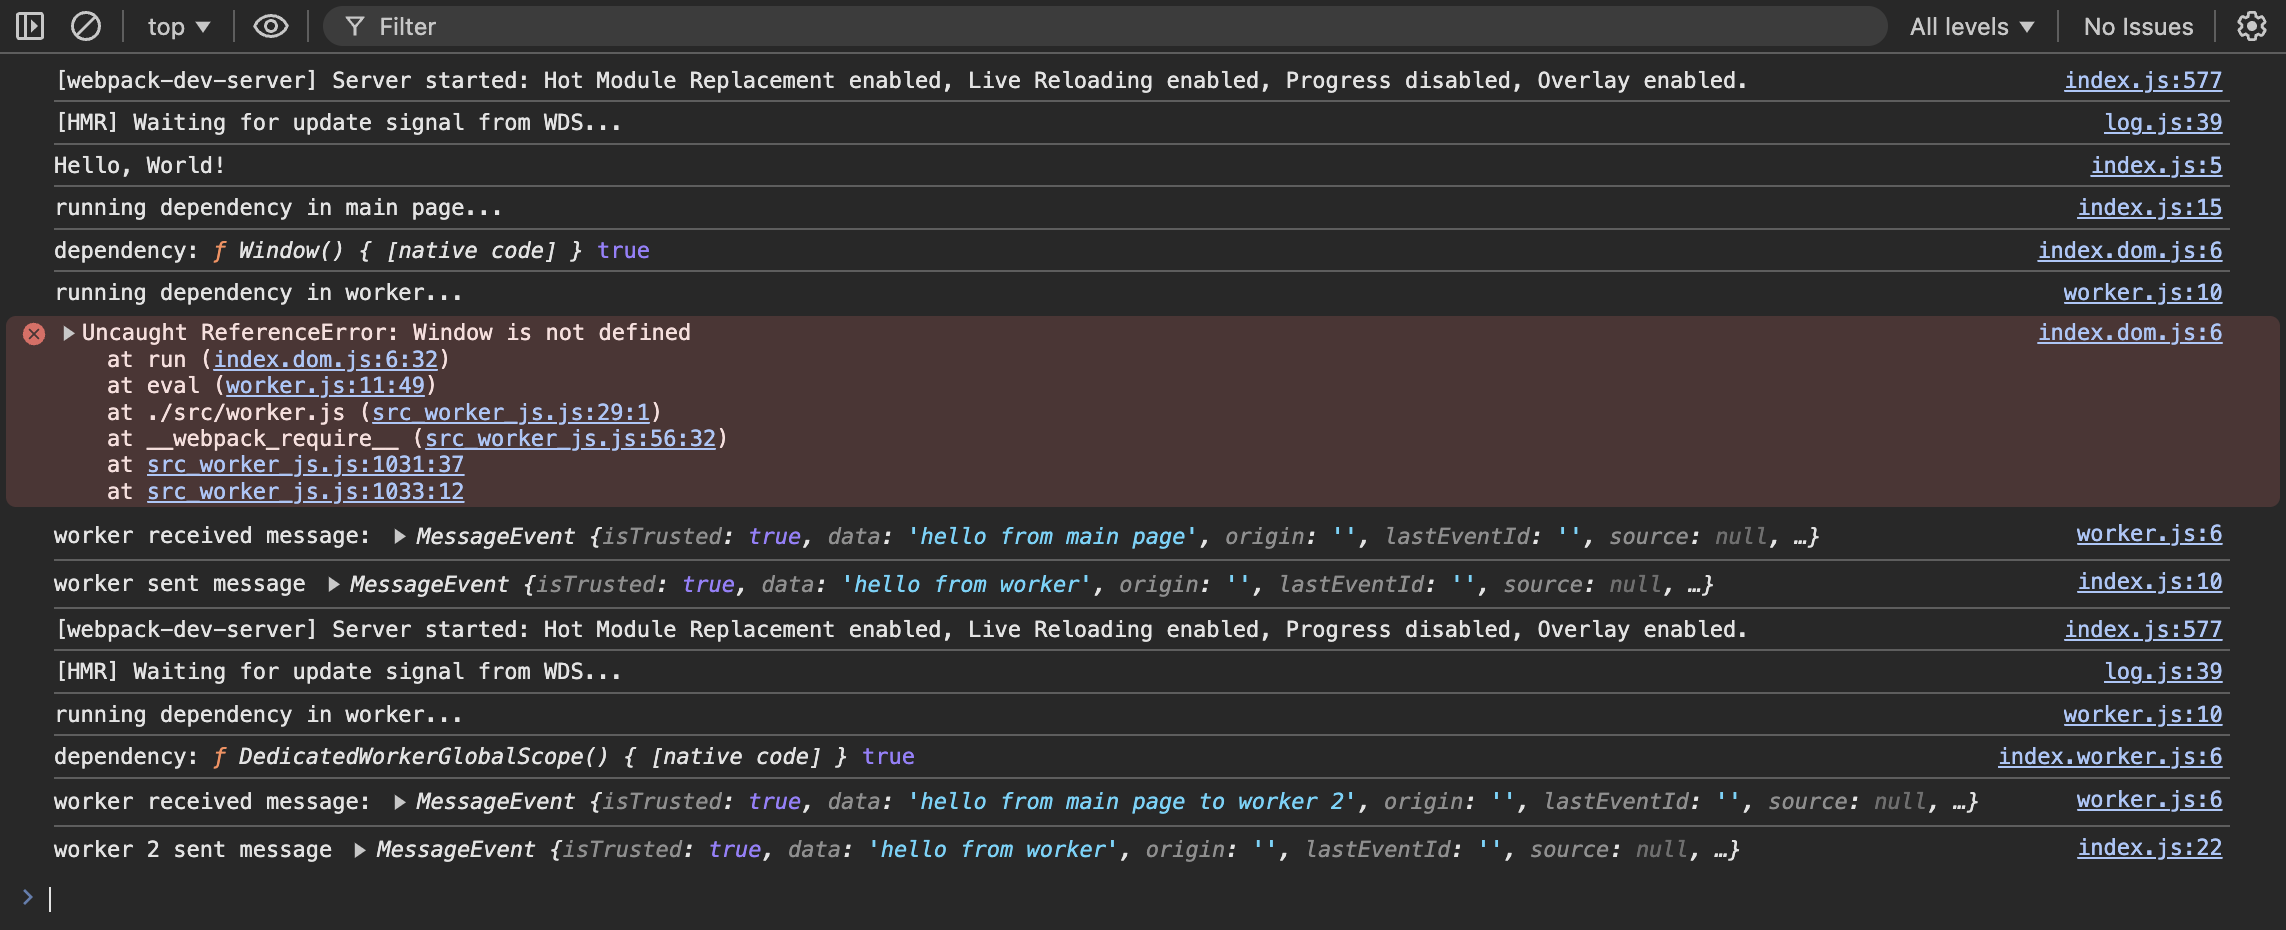 top ▼ Filter All levels ▼ No Issues
[webpack-dev-server] Server started: Hot Module Replacement enabled, Live Reloading enabled, Progress disabled, Overlay enabled. index.js:577
[HMR] Waiting for update signal from WDS... log.js:39
Hello, World! index.js:5
running dependency in main page... index.js:15
dependency: ƒ Window() { [native code] } true index.dom.js:6
running dependency in worker... worker.js:10
▶Uncaught ReferenceError: Window is not defined index.dom.js:6
at run (index.dom.js:6:32)
at eval (worker.js:11:49)
at ./src/worker.js (src_worker_js.js:29:1)
at __webpack_require__ (src_worker_js.js:56:32)
at src_worker_js.js:1031:37
at src_worker_js.js:1033:12
worker received message: ▶ MessageEvent {isTrusted: true, data: 'hello from main page', origin: '', lastEventId: '', source: null, …} worker.js:6
worker sent message ▶ MessageEvent {isTrusted: true, data: 'hello from worker', origin: '', lastEventId: '', source: null, …} index.js:10
[webpack-dev-server] Server started: Hot Module Replacement enabled, Live Reloading enabled, Progress disabled, Overlay enabled. index.js:577
[HMR] Waiting for update signal from WDS... log.js:39
running dependency in worker... worker.js:10
dependency: ƒ DedicatedWorkerGlobalScope() { [native code] } true index.worker.js:6
worker received message: ▶ MessageEvent {isTrusted: true, data: 'hello from main page to worker 2', origin: '', lastEventId: '', source: null, …} worker.js:6
worker 2 sent message ▶ MessageEvent {isTrusted: true, data: 'hello from worker', origin: '', lastEventId: '', source: null, …} index.js:22
>